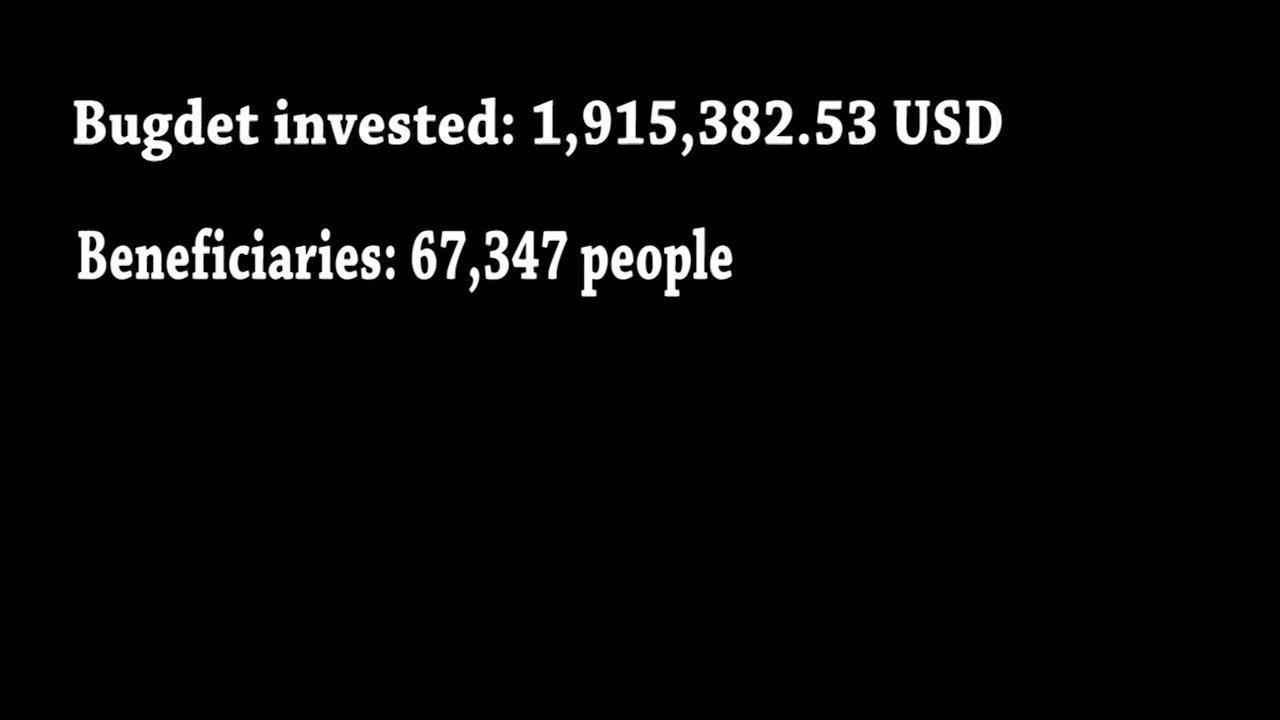 Bugdet invested: 1,915,382.53 USD
Beneficiaries: 67,347 people